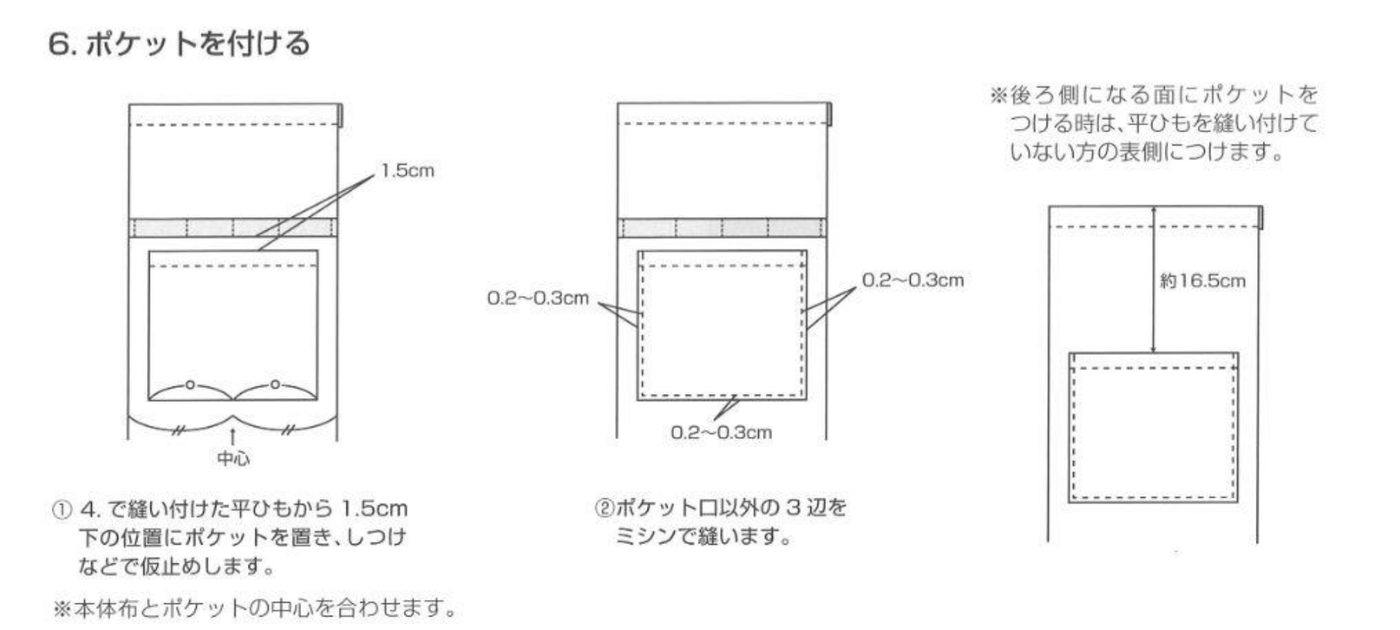 6. ポケットを付ける
1.5cm
中心
① 4. で縫い付けた平ひもから 1.5cm
下の位置にポケットを置き、しつけ
などで仮止めします。
※本体布とポケットの中心を合わせます。
0.2〜0.3cm
0.2〜0.3cm
0.2〜0.3cm
②ポケット口以外の 3 辺を
ミシンで縫います。
※後ろ側になる面にポケットを
つける時は、平ひもを縫い付けて
いない方の表側につけます。
約16.5cm